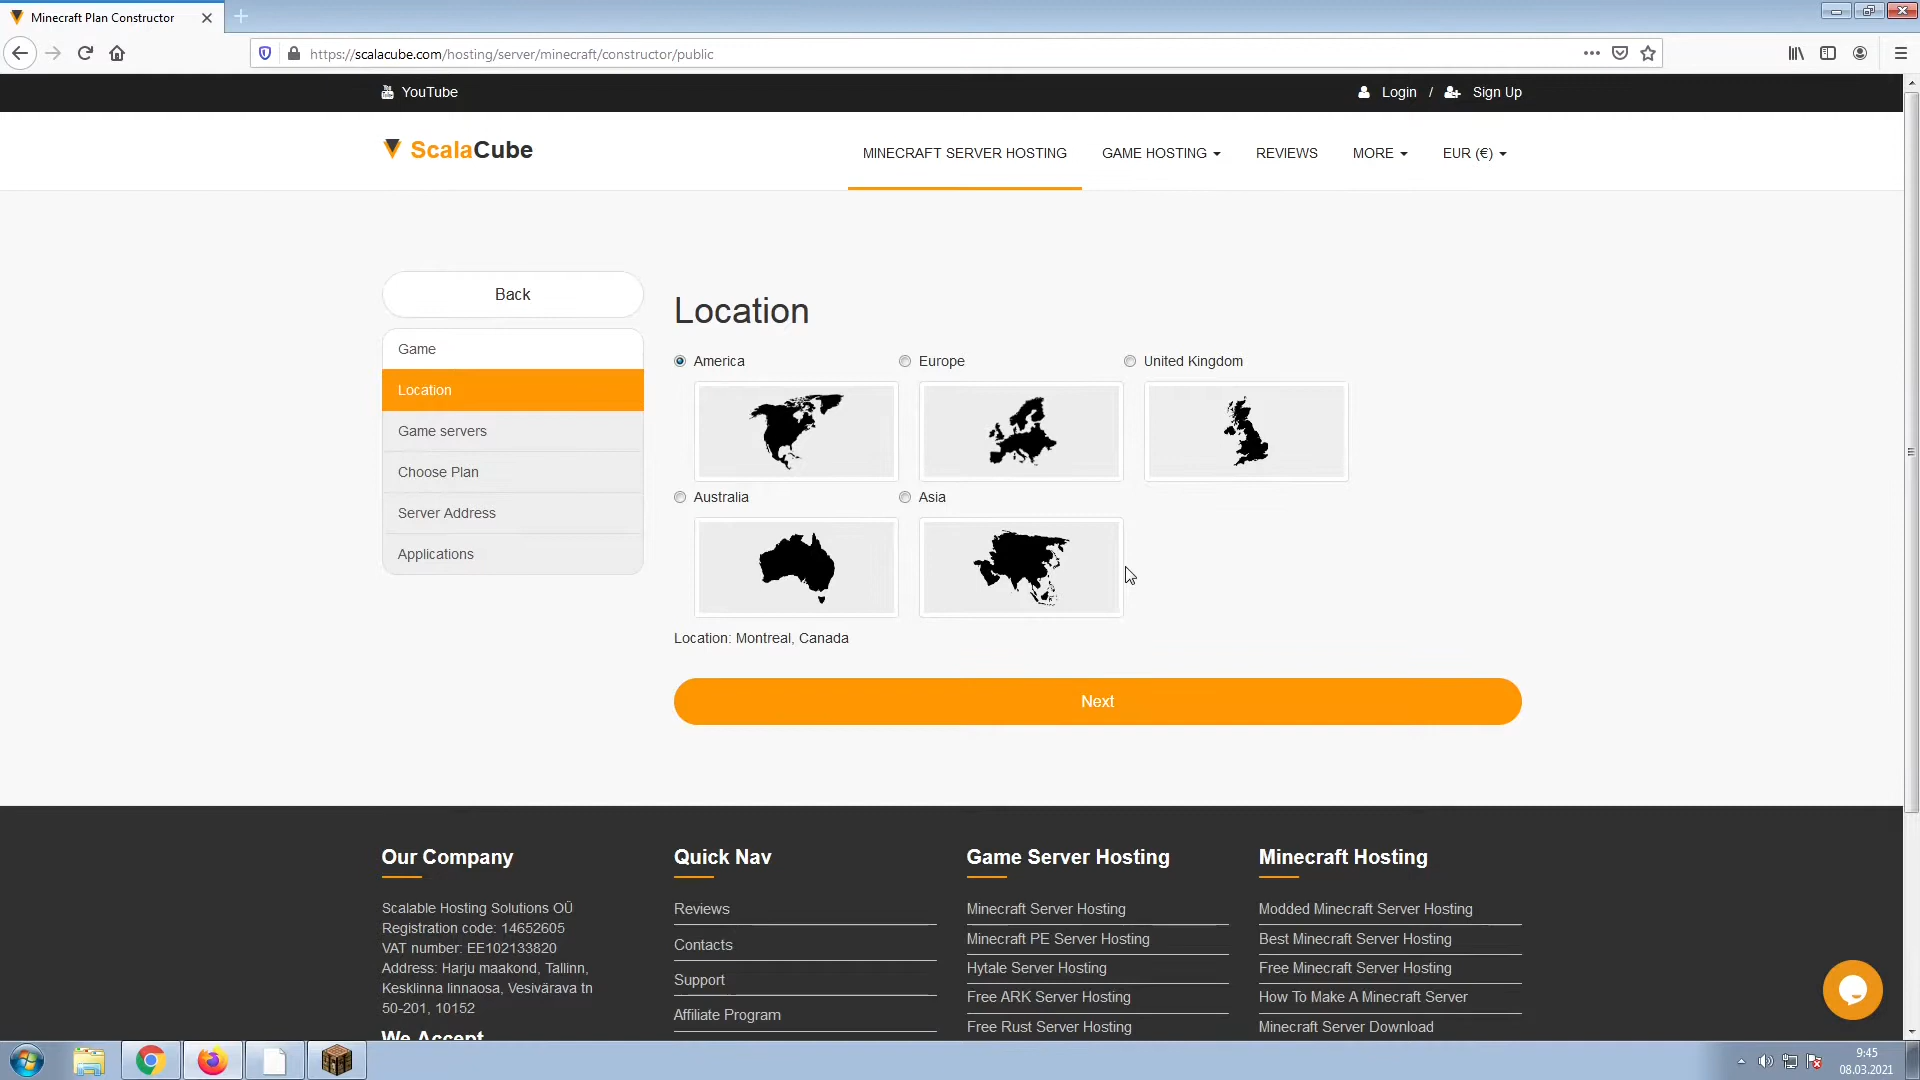 Minecraft Plan Constructor
https://scalacube.com/hosting/server/minecraft/constructor/public
YouTube
Login / Sign Up
ScalaCube
MINECRAFT SERVER HOSTING
GAME HOSTING
REVIEWS
MORE
EUR (€)
Back
Game
Location
Game servers
Choose Plan
Server Address
Applications
Location
America
Europe
United Kingdom
Australia
Asia
Location: Montreal, Canada
Next
Our Company
Scalable Hosting Solutions OÜ
Registration code: 14652605
VAT number: EE102133820
Address: Harju maakond, Tallinn,
Kesklinna linnaosa, Vesivärava tn
50-201, 10152
We Accept
Quick Nav
Reviews
Contacts
Support
Affiliate Program
Game Server Hosting
Minecraft Server Hosting
Minecraft PE Server Hosting
Hytale Server Hosting
Free ARK Server Hosting
Free Rust Server Hosting
Minecraft Hosting
Modded Minecraft Server Hosting
Best Minecraft Server Hosting
Free Minecraft Server Hosting
How To Make A Minecraft Server
Minecraft Server Download
9:45
08.03.2021